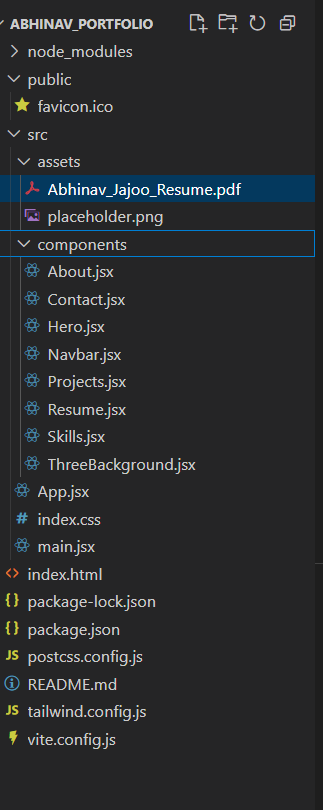 ABHINAV_PORTFOLIO
node_modules
public
favicon.ico
src
assets
Abhinav_Jajoo_Resume.pdf
placeholder.png
components
About.jsx
Contact.jsx
Hero.jsx
Navbar.jsx
Projects.jsx
Resume.jsx
Skills.jsx
ThreeBackground.jsx
App.jsx
# index.css
main.jsx
<> index.html
{} package-lock.json
{} package.json
JS postcss.config.js
README.md
JS tailwind.config.js
vite.config.js